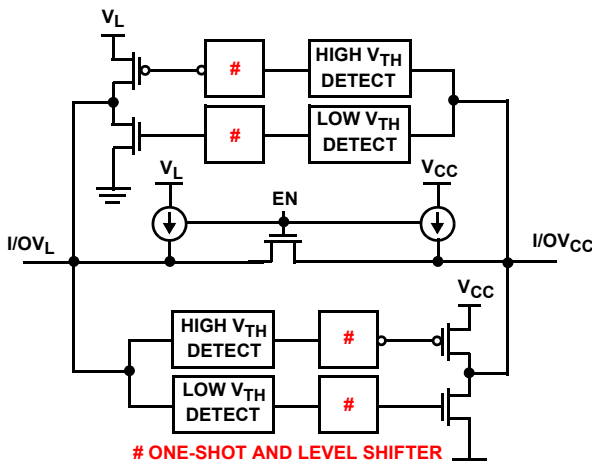 VL
#
HIGH VTH
DETECT
#
LOW VTH
DETECT
VL
EN
VCC
I/OVL
I/OVCC
VCC
HIGH VTH
DETECT
#
LOW VTH
DETECT
#
# ONE-SHOT AND LEVEL SHIFTER